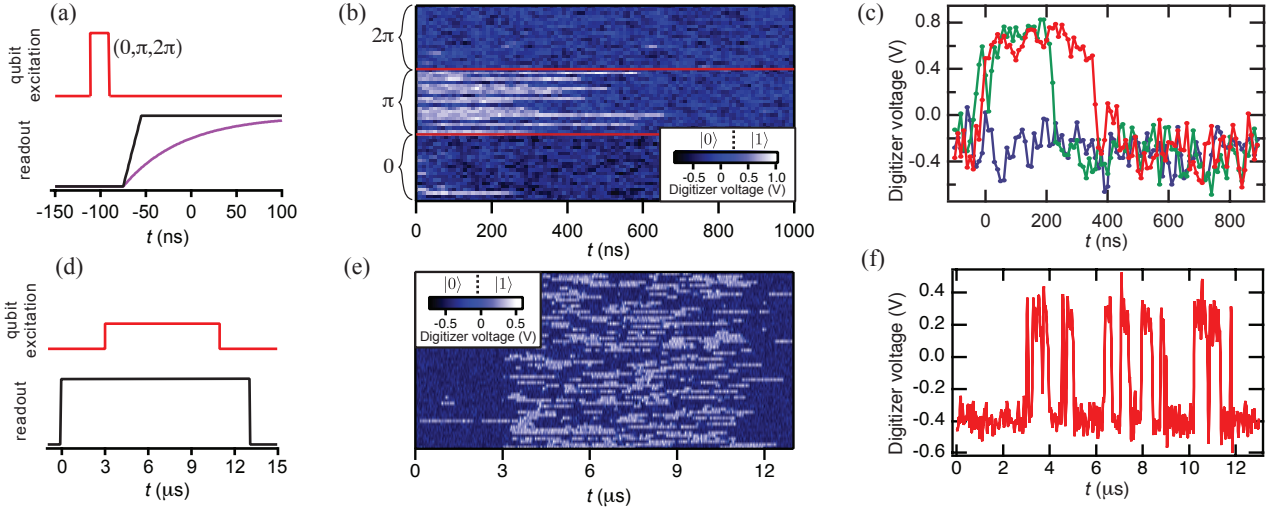 (a)
qubit
excitation
(0,π,2π)
readout
-150 -100 -50 0 50 100
t (ns)
(b)
2π
π
0
|0⟩ |1⟩
-0.5 0 0.5 1.0
Digitizer voltage (V)
0 200 400 600 800 1000
t (ns)
(c)
Digitizer voltage (V)
0.8
0.4
0.0
-0.4
0 200 400 600 800
t (ns)
(d)
qubit
excitation
readout
0 3 6 9 12 15
t (μs)
(e)
|0⟩ |1⟩
-0.5 0 0.5
Digitizer voltage (V)
0 3 6 9 12
t (μs)
(f)
Digitizer voltage (V)
0.4
0.2
0.0
-0.2
-0.4
-0.6
0 2 4 6 8 10 12
t (μs)